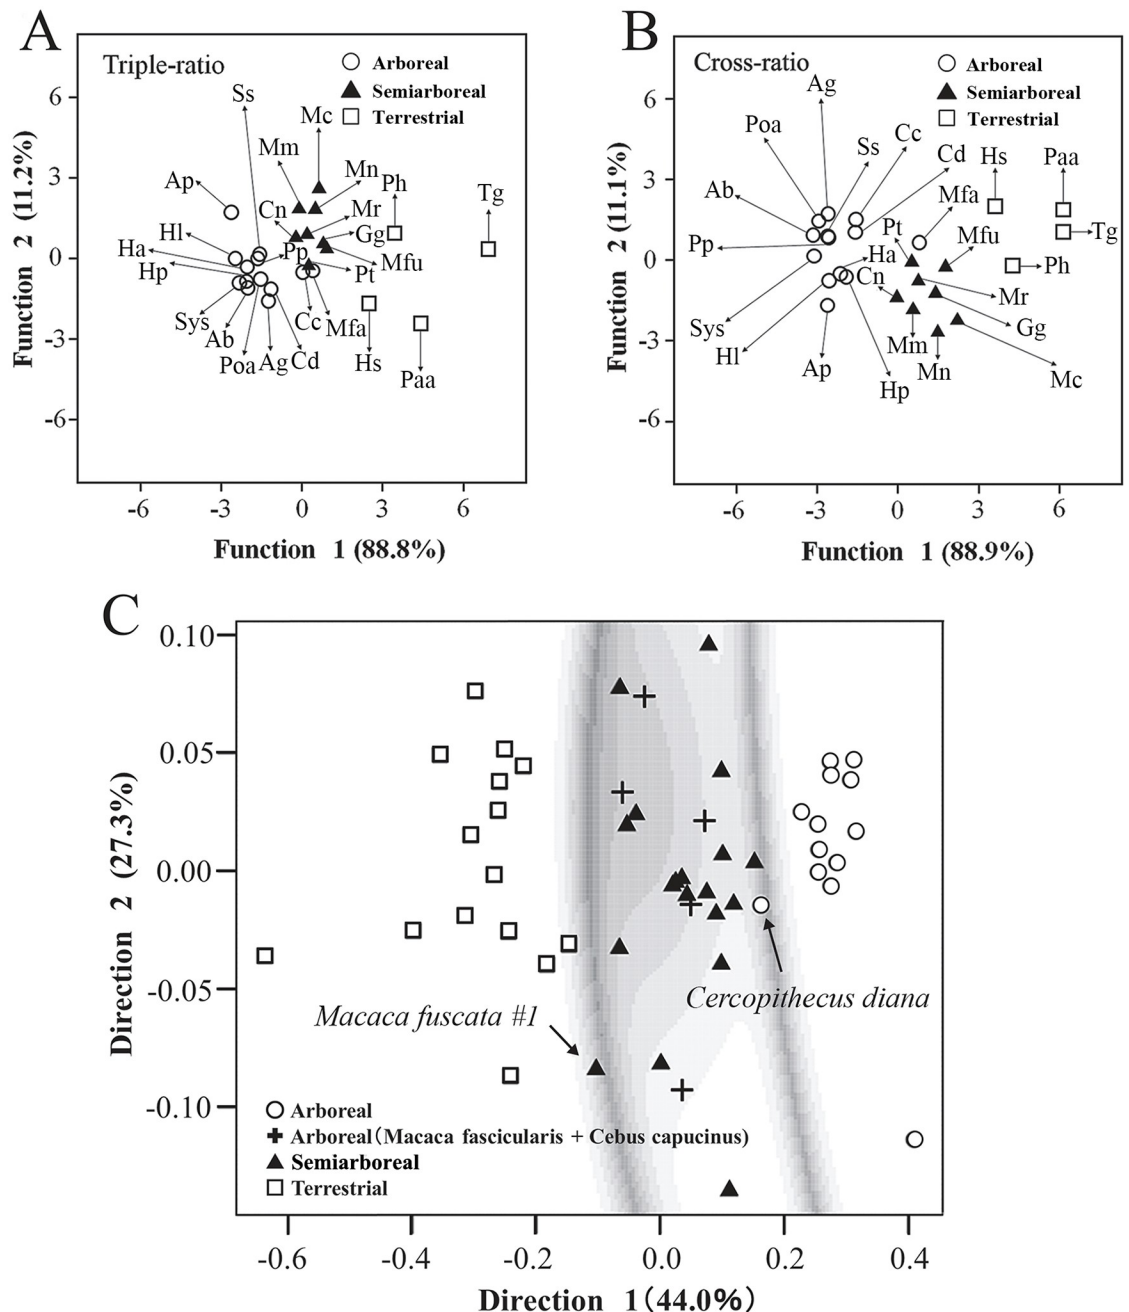 A
Triple-ratio
Arboreal
Semiarboreal
Terrestrial
Ss
Mc
Mm
Mn
Ap
Ph
Tg
Cn
Mr
Hl
Gg
Ha
Pp
Mfu
Hp
Pt
Sys
Ab
Cc
Mfa
Poa
Ag
Cd
Hs
Paa
6
3
0
-3
-6
Function 2 (11.2%)
-6
-3
0
3
6
Function 1 (88.8%)
B
Cross-ratio
Arboreal
Semiarboreal
Terrestrial
Ag
Poa
Ss
Cc
Cd
Hs
Paa
Ab
Mfa
Pp
Pt
Mfu
Tg
Ha
Ph
Cn
Mr
Sys
Gg
Hl
Mm
Ap
Mn
Mc
Hp
6
3
0
-3
-6
Function 2 (11.1%)
-6
-3
0
3
6
Function 1 (88.9%)
C
0.10
0.05
0.00
-0.05
-0.10
Direction 2 (27.3%)
Cercopithecus diana
Macaca fuscata #1
Arboreal
Arboreal(Macaca fascicularis + Cebus capucinus)
Semiarboreal
Terrestrial
-0.6
-0.4
-0.2
0.0
0.2
0.4
Direction 1(44.0%)